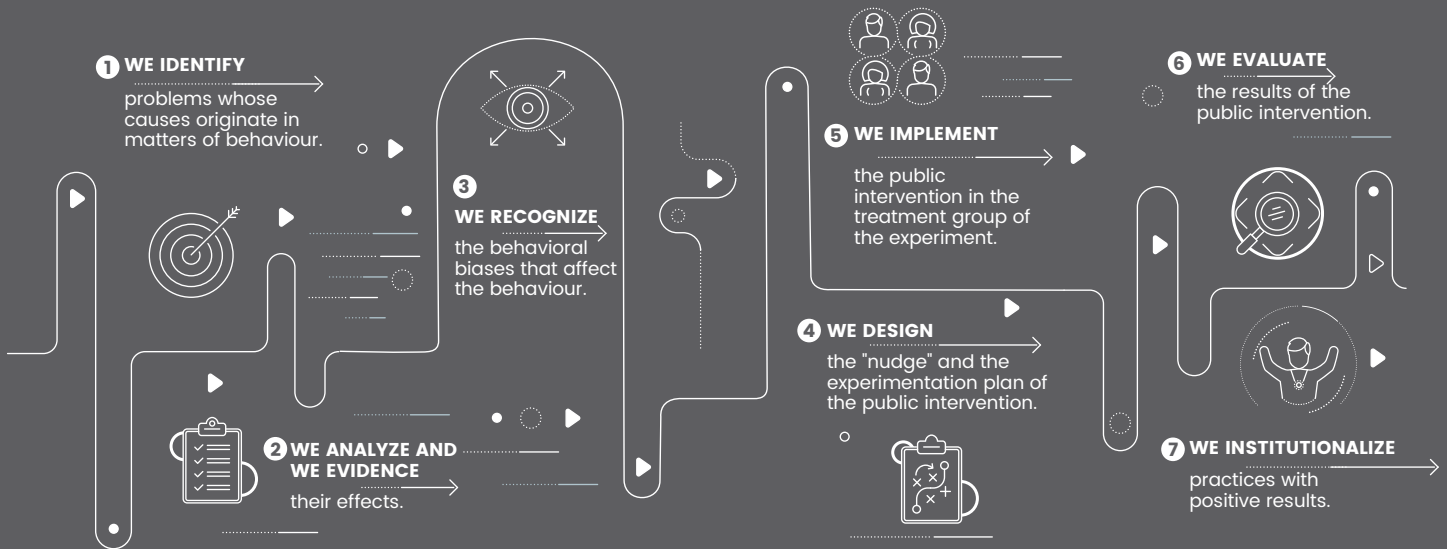 1 WE IDENTIFY
problems whose
causes originate in
matters of behaviour.
2 WE ANALYZE AND
WE EVIDENCE
their effects.
3
WE RECOGNIZE
the behavioral
biases that affect
the behaviour.
4 WE DESIGN
the "nudge" and the
experimentation plan of
the public intervention.
5 WE IMPLEMENT
the public
intervention in the
treatment group of
the experiment.
6 WE EVALUATE
the results of the
public intervention.
7 WE INSTITUTIONALIZE
practices with
positive results.